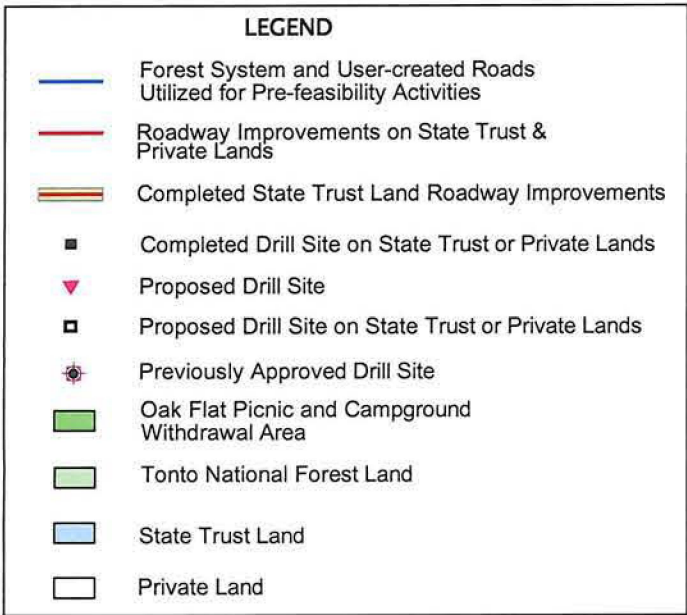 LEGEND
Forest System and User-created Roads
Utilized for Pre-feasibility Activities
Roadway Improvements on State Trust &
Private Lands
Completed State Trust Land Roadway Improvements
Completed Drill Site on State Trust or Private Lands
Proposed Drill Site
Proposed Drill Site on State Trust or Private Lands
Previously Approved Drill Site
Oak Flat Picnic and Campground
Withdrawal Area
Tonto National Forest Land
State Trust Land
Private Land